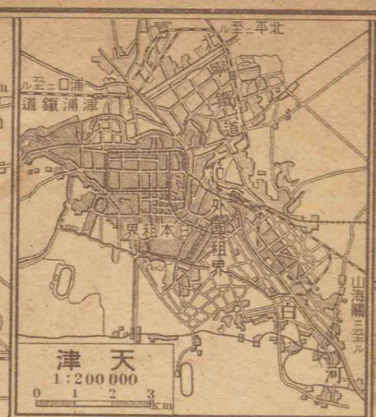 北平ニ至ル
鐵道
浦口ニ至ル
津浦鐵道
日本租界
外國租界
山海關ニ至ル
白河
天津
1:200 000
0 1 2 3
km